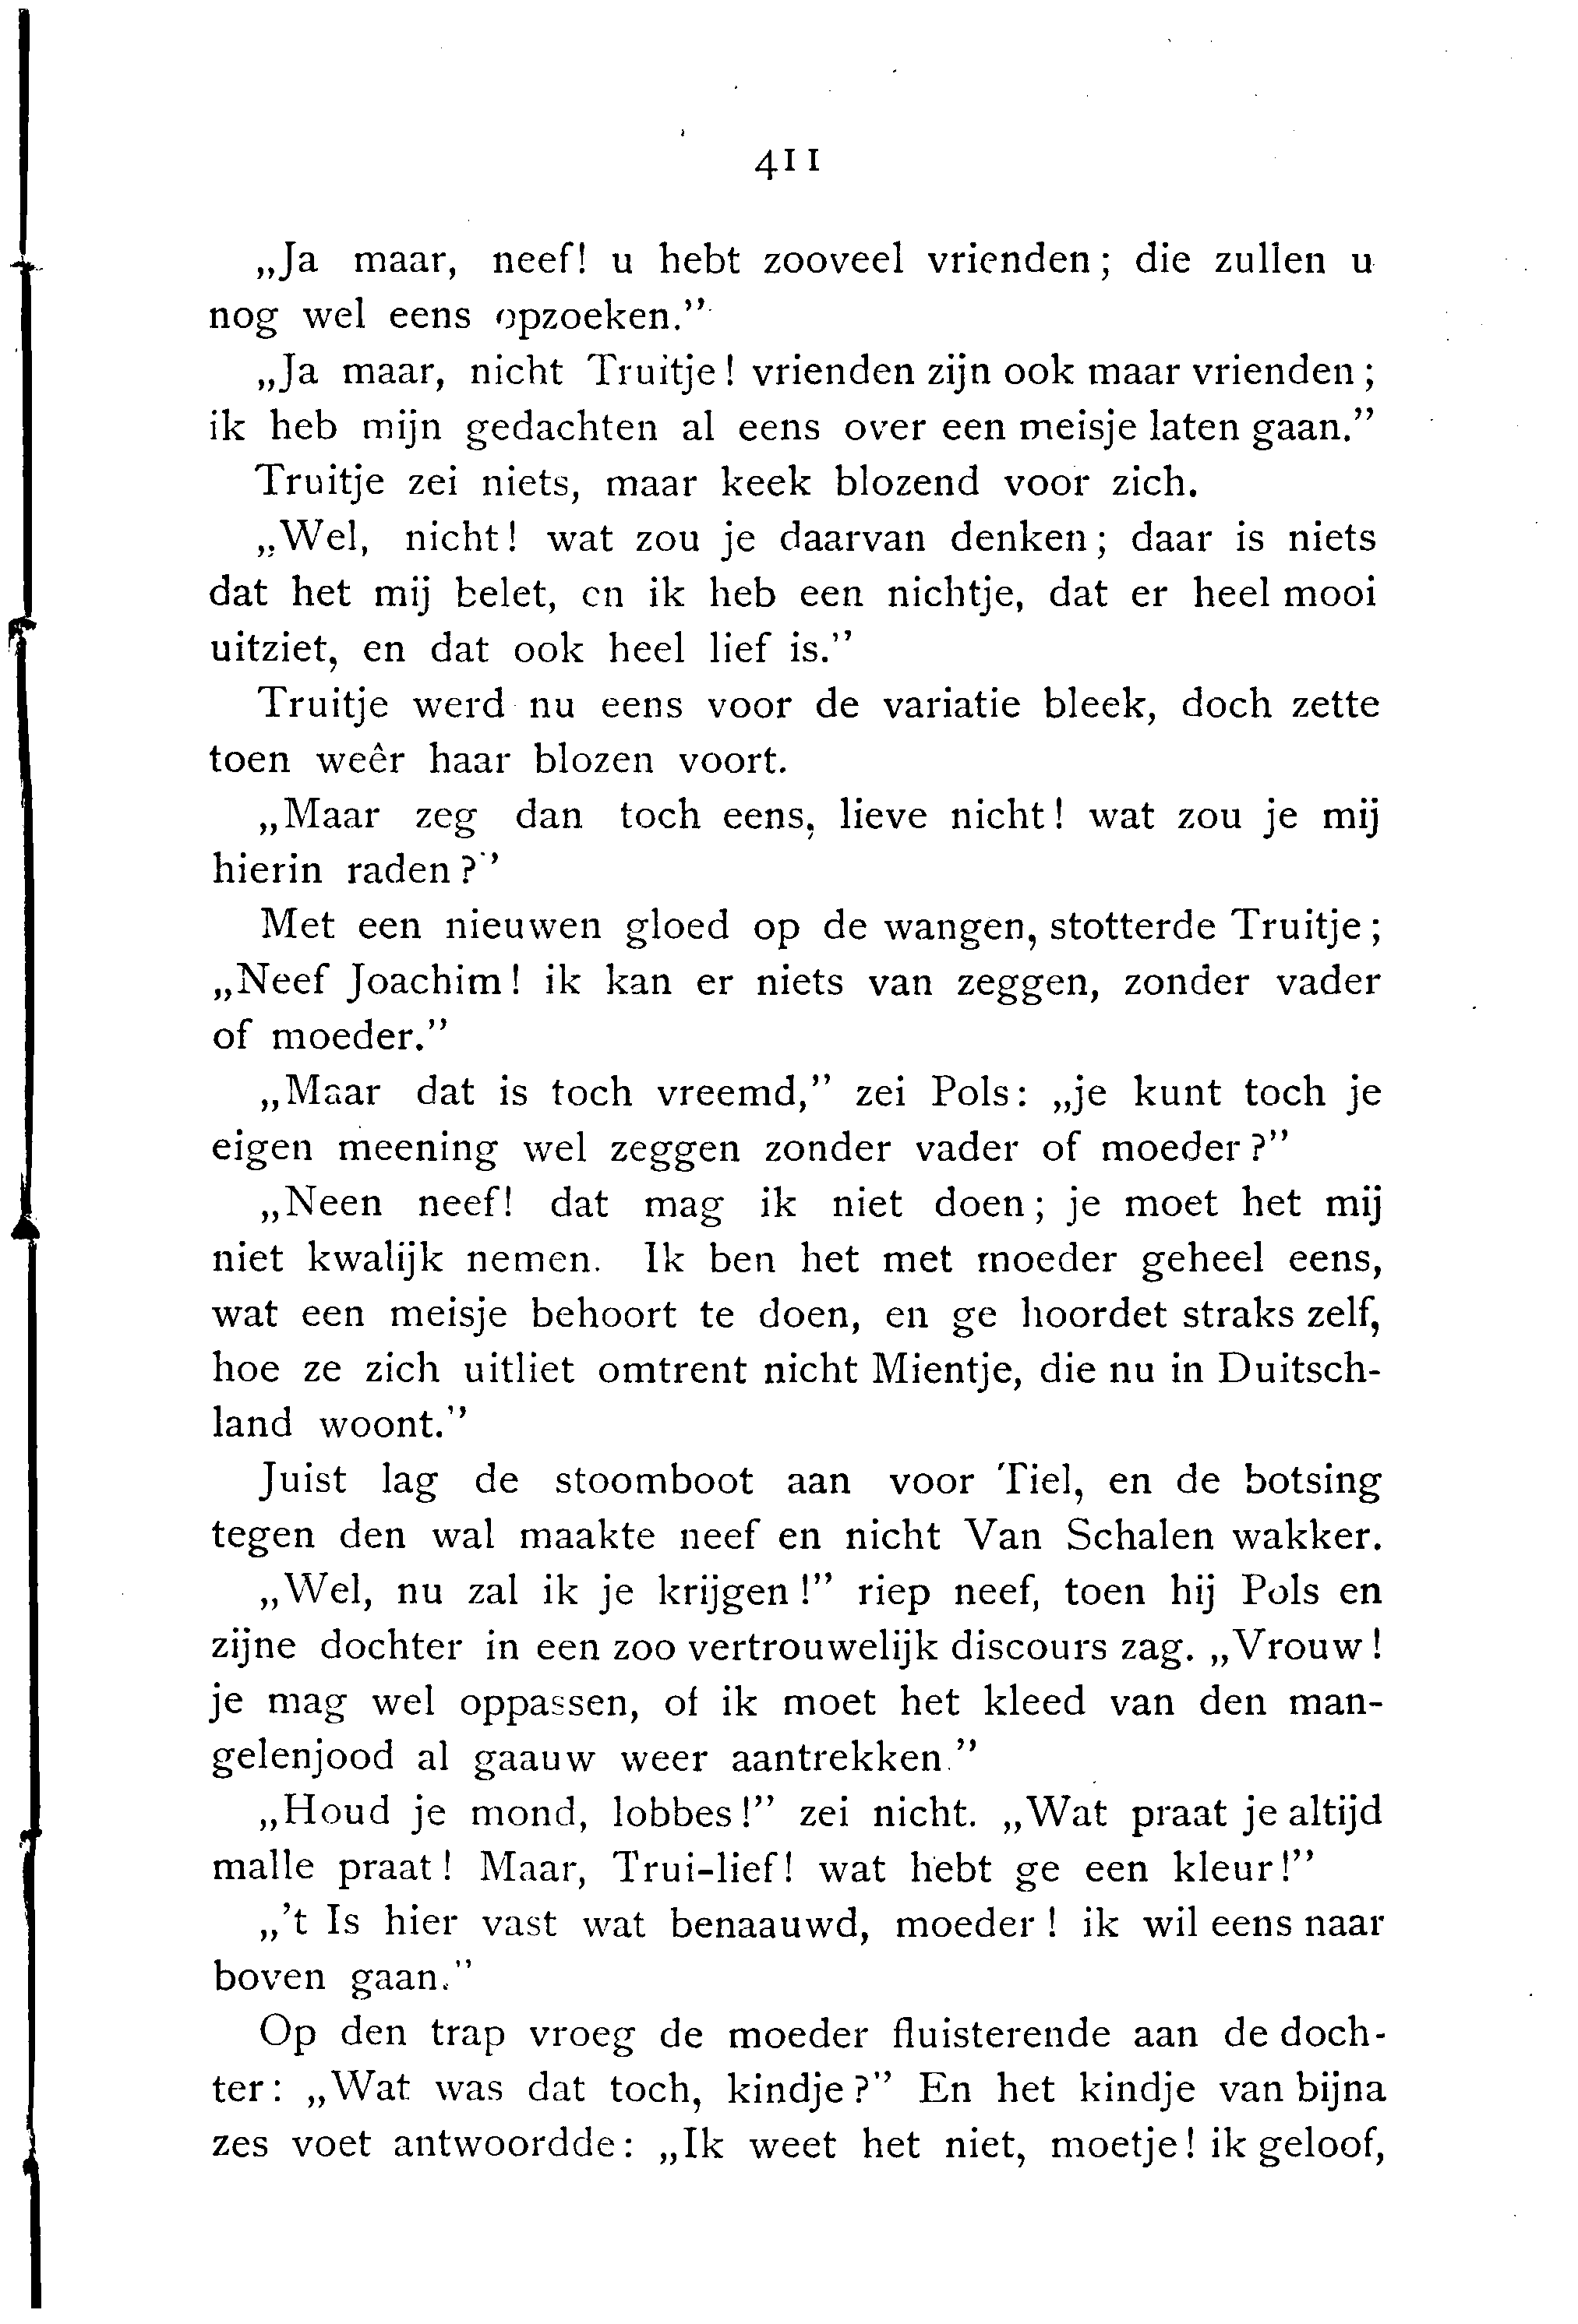 411
„Ja maar, neef! u hebt zooveel vrienden; die zullen u
nog wel eens opzoeken.”
„Ja maar, nicht Truitje! vrienden zijn ook maar vrienden;
ik heb mijn gedachten al eens over een meisje laten gaan.”
Truitje zei niets, maar keek blozend voor zich.
„Wel, nicht! wat zou je daarvan denken; daar is niets
dat het mij belet, en ik heb een nichtje, dat er heel mooi
uitziet, en dat ook heel lief is.”
Truitje werd nu eens voor de variatie bleek, doch zette
toen weêr haar blozen voort.
„Maar zeg dan toch eens, lieve nicht! wat zou je mij
hierin raden?”
Met een nieuwen gloed op de wangen, stotterde Truitje;
„Neef Joachim! ik kan er niets van zeggen, zonder vader
of moeder.”
„Maar dat is toch vreemd,” zei Pols: „je kunt toch je
eigen meening wel zeggen zonder vader of moeder?”
„Neen neef! dat mag ik niet doen; je moet het mij
niet kwalijk nemen. Ik ben het met moeder geheel eens,
wat een meisje behoort te doen, en ge hoordet straks zelf,
hoe ze zich uitliet omtrent nicht Mientje, die nu in Duitsch-
land woont.”
Juist lag de stoomboot aan voor Tiel, en de botsing
tegen den wal maakte neef en nicht Van Schalen wakker.
„Wel, nu zal ik je krijgen!” riep neef, toen hij Pols en
zijne dochter in een zoo vertrouwelijk discours zag. „Vrouw!
je mag wel oppassen, of ik moet het kleed van den man-
gelenjood al gaauw weer aantrekken.”
„Houd je mond, lobbes!” zei nicht. „Wat praat je altijd
malle praat! Maar, Trui-lief! wat hebt ge een kleur!”
„’t Is hier vast wat benaauwd, moeder! ik wil eens naar
boven gaan.”
Op den trap vroeg de moeder fluisterende aan de doch-
ter: „Wat was dat toch, kindje?” En het kindje van bijna
zes voet antwoordde: „Ik weet het niet, moetje! ik geloof,